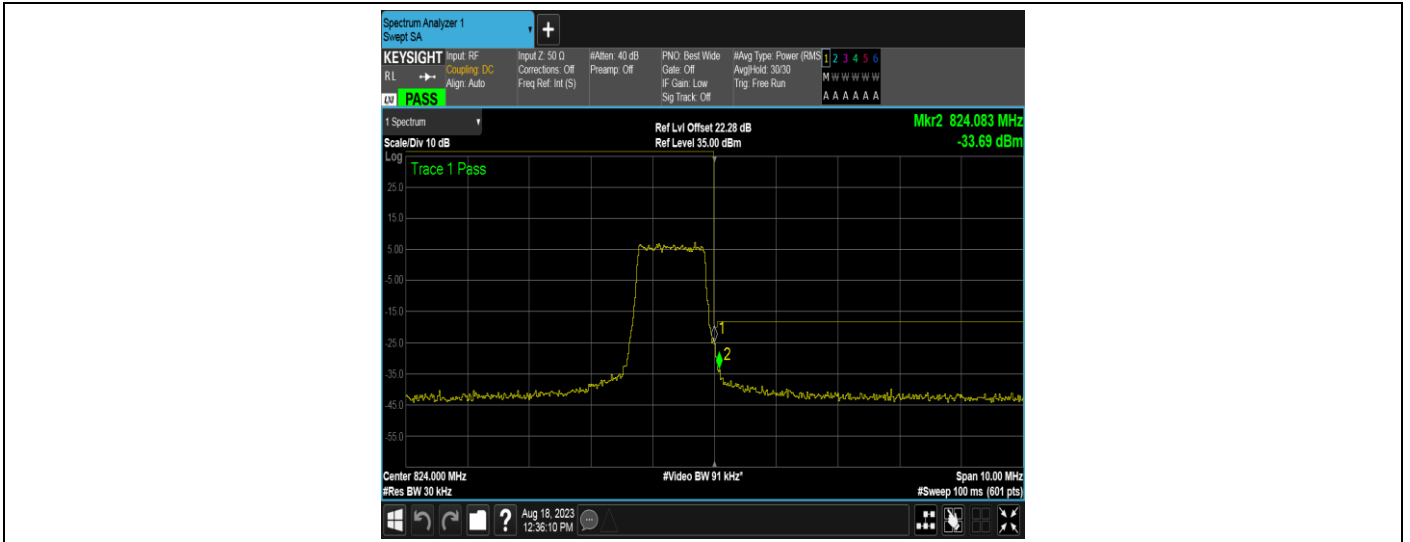 Spectrum Analyzer 1
Swept SA
+
KEYSIGHT
RL
LXI PASS
Input: RF
Coupling: DC
Align: Auto
Input Z: 50 Ω
Corrections: Off
Freq Ref: Int (S)
#Atten: 40 dB
Preamp: Off
PNO: Best Wide
Gate: Off
IF Gain: Low
Sig Track: Off
#Avg Type: Power (RMS
Avg|Hold: 30/30
Trig: Free Run
1 2 3 4 5 6
M W W W W W
A A A A A A
1 Spectrum
Scale/Div 10 dB
Ref Lvl Offset 22.28 dB
Ref Level 35.00 dBm
Mkr2 824.083 MHz
-33.69 dBm
Log
Trace 1 Pass
25.0
15.0
5.00
-5.00
-15.0
1
-25.0
2
-35.0
-45.0
-55.0
Center 824.000 MHz
#Video BW 91 kHz*
Span 10.00 MHz
#Res BW 30 kHz
#Sweep 100 ms (601 pts)
?
Aug 18, 2023
12:36:10 PM